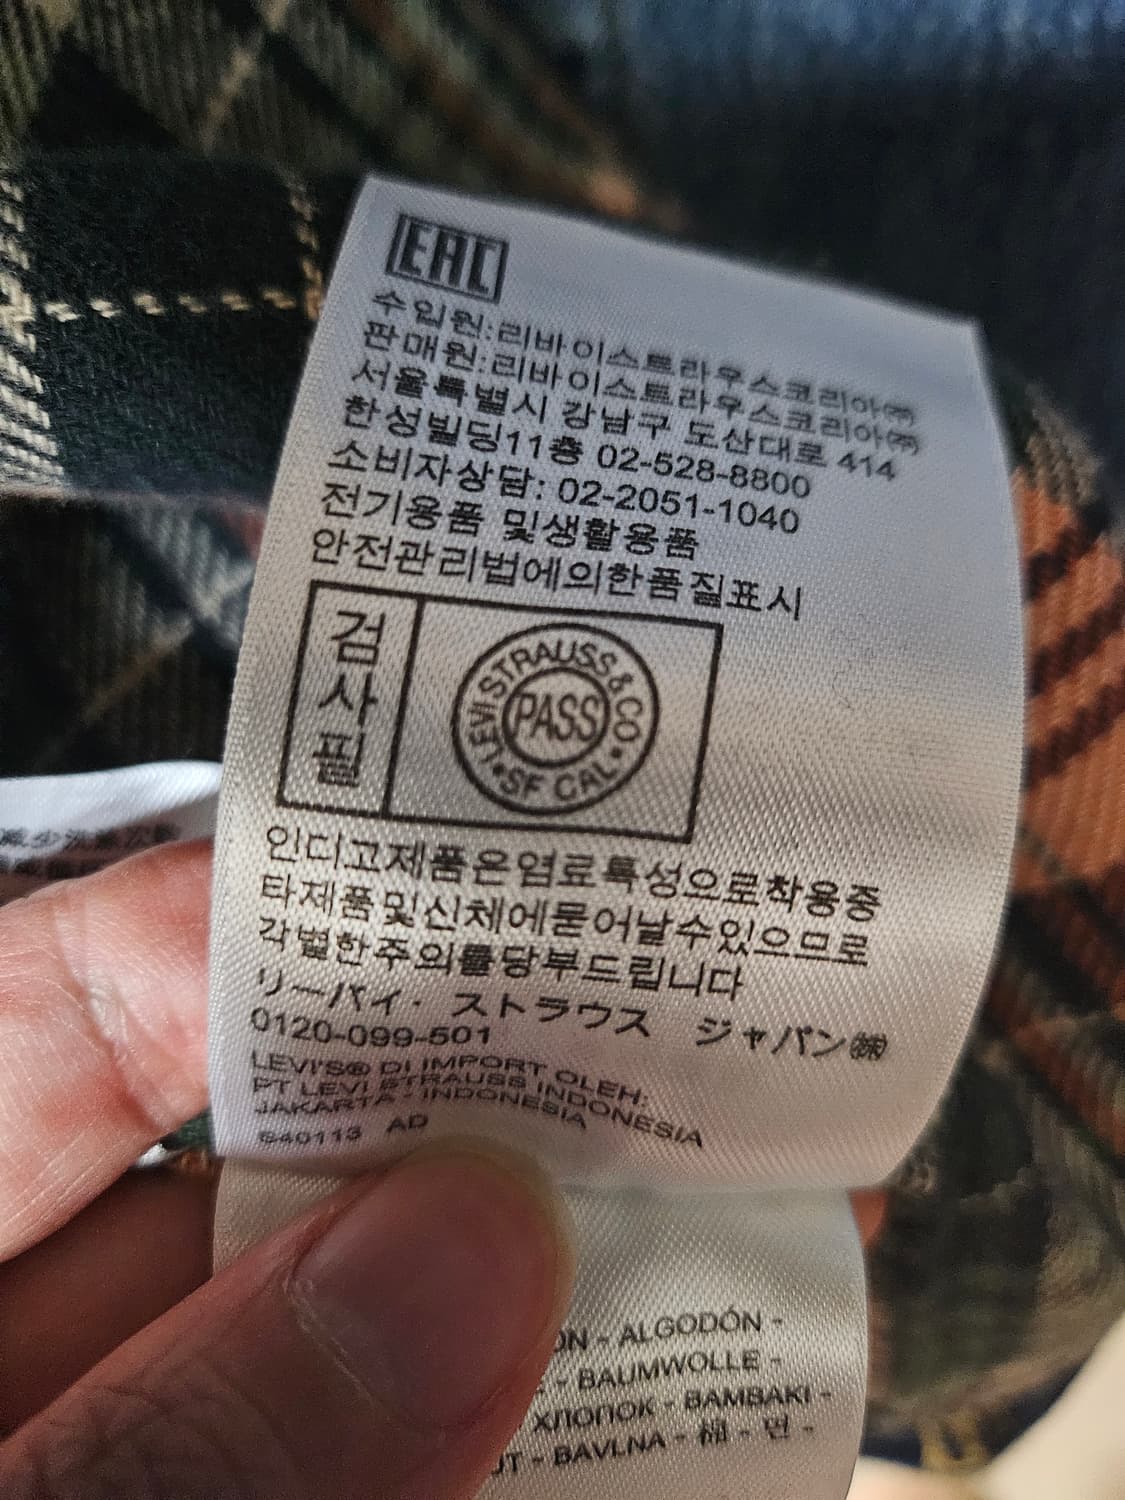 EAC
수입원:리바이스트라우스코리아㈜
판매원:리바이스트라우스코리아㈜
서울특별시 강남구 도산대로 414
한성빌딩11층 02-528-8800
소비자상담: 02-2051-1040
전기용품 및생활용품
안전관리법에의한품질표시
검사필
LEVI STRAUSS & CO
PASS
SF CAL
인디고제품은염료특성으로착용중
타제품및신체에묻어날수있으므로
각별한주의를당부드립니다
リーバイ・ ストラウス ジャパン㈱
0120-099-501
LEVI'S® DI IMPORT OLEH:
PT LEVI STRAUSS INDONESIA
JAKARTA - INDONESIA
AD
减少洗涤次数
- ALGODÓN -
- BAUMWOLLE -
ХЛОПОК - BAMBAKI -
- BAVLNA - 棉 - 면 -